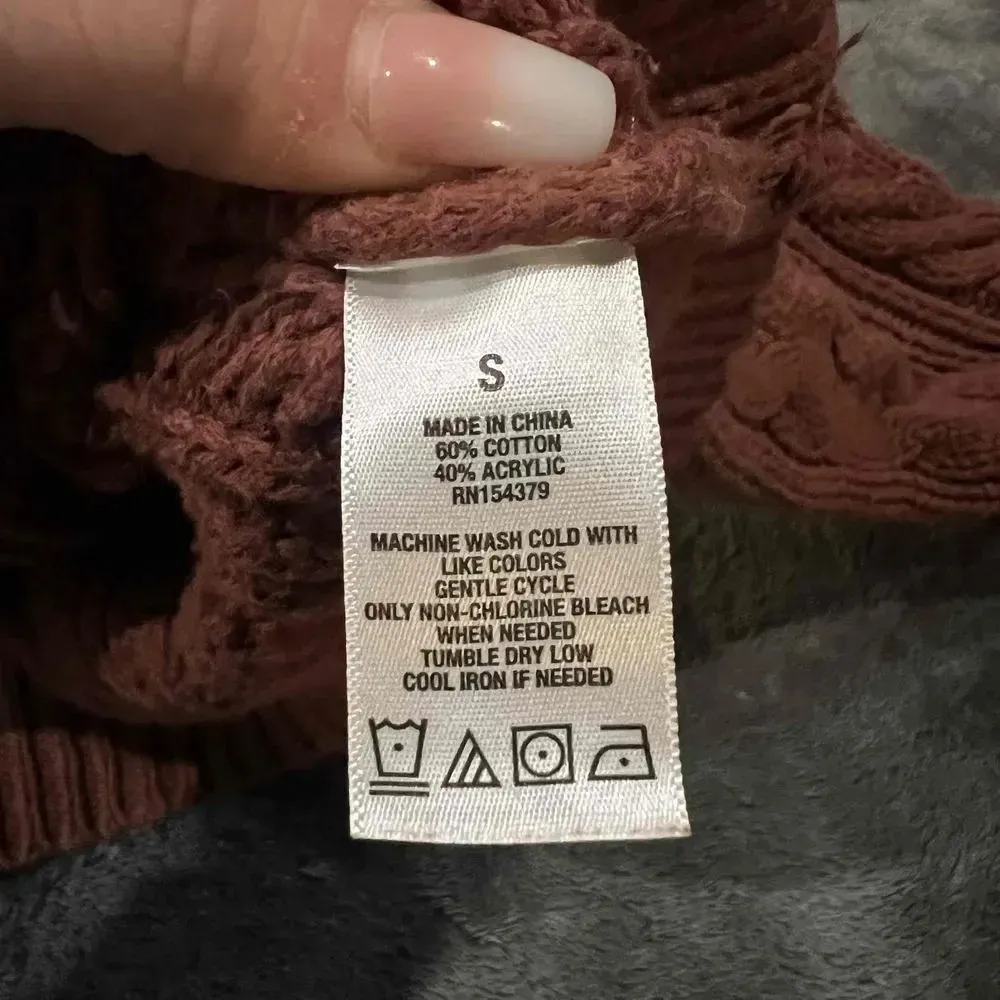 S
MADE IN CHINA
60% COTTON
40% ACRYLIC
RN154379
MACHINE WASH COLD WITH
LIKE COLORS
GENTLE CYCLE
ONLY NON-CHLORINE BLEACH
WHEN NEEDED
TUMBLE DRY LOW
COOL IRON IF NEEDED